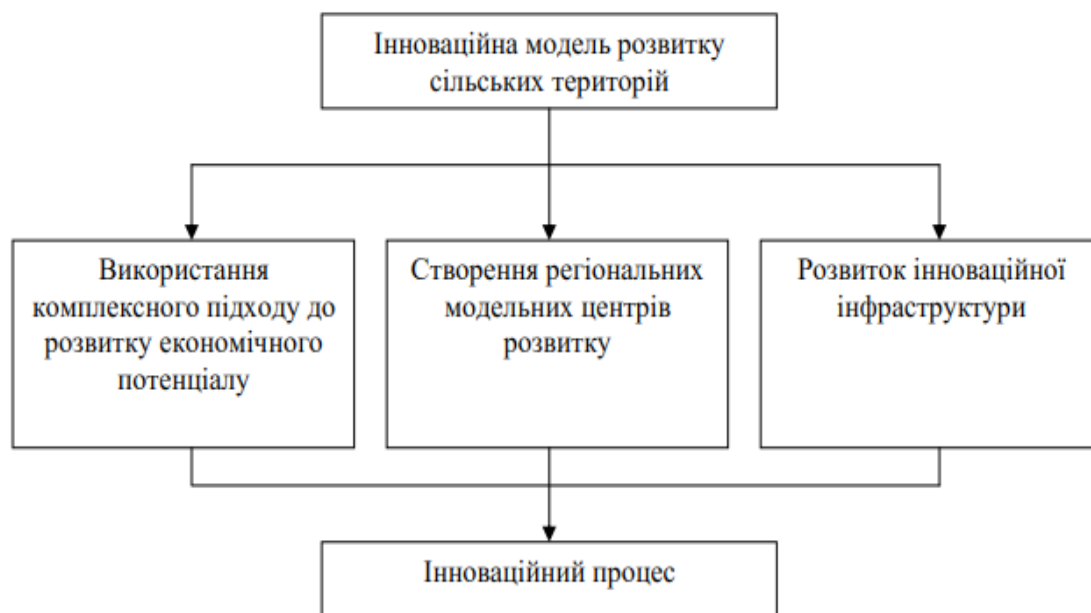 Інноваційна модель розвитку
сільських територій
Використання
комплексного підходу до
розвитку економічного
потенціалу
Створення регіональних
модельних центрів
розвитку
Розвиток інноваційної
інфраструктури
Інноваційний процес